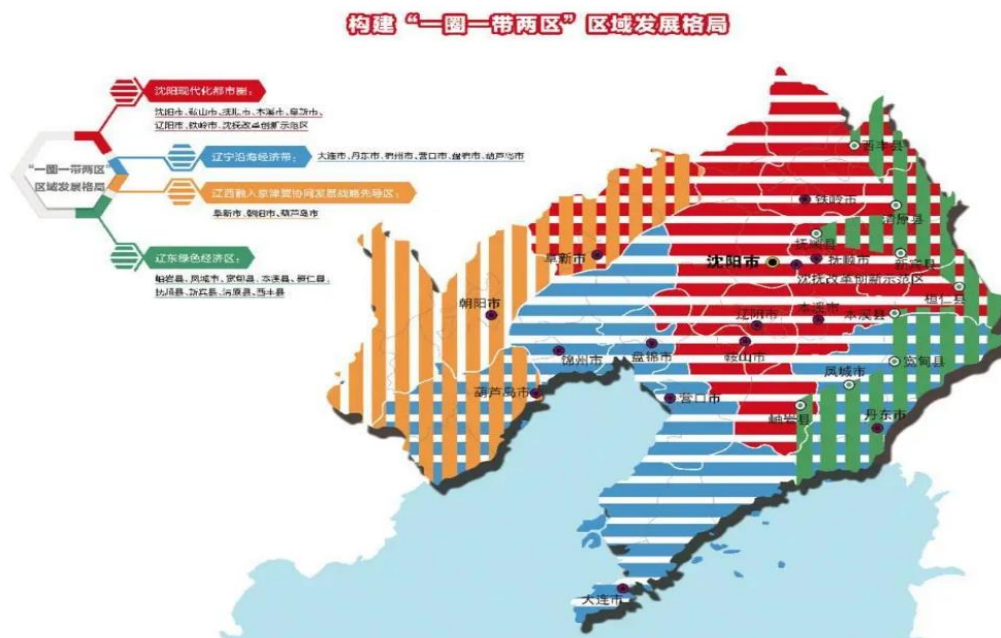 构建“一圈一带两区”区域发展格局
沈阳现代化都市圈：
沈阳市、鞍山市、抚顺市、本溪市、阜新市、
辽阳市、铁岭市、沈抚改革创新示范区
“一圈一带两区”
区域发展格局
辽宁沿海经济带：
大连市、丹东市、锦州市、营口市、盘锦市、葫芦岛市
辽西融入京津冀协同发展战略先导区：
阜新市、朝阳市、葫芦岛市
辽东绿色经济区：
岫岩县、凤城市、宽甸县、本溪县、桓仁县、
抚顺县、新宾县、清原县、西丰县
西丰县
铁岭市
清原县
抚顺县
阜新市
沈阳市
抚顺市
新宾县
沈抚改革创新示范区
桓仁县
朝阳市
辽阳市
本溪市
本溪县
锦州市
盘锦市
鞍山市
宽甸县
凤城市
葫芦岛市
营口市
岫岩县
丹东市
大连市